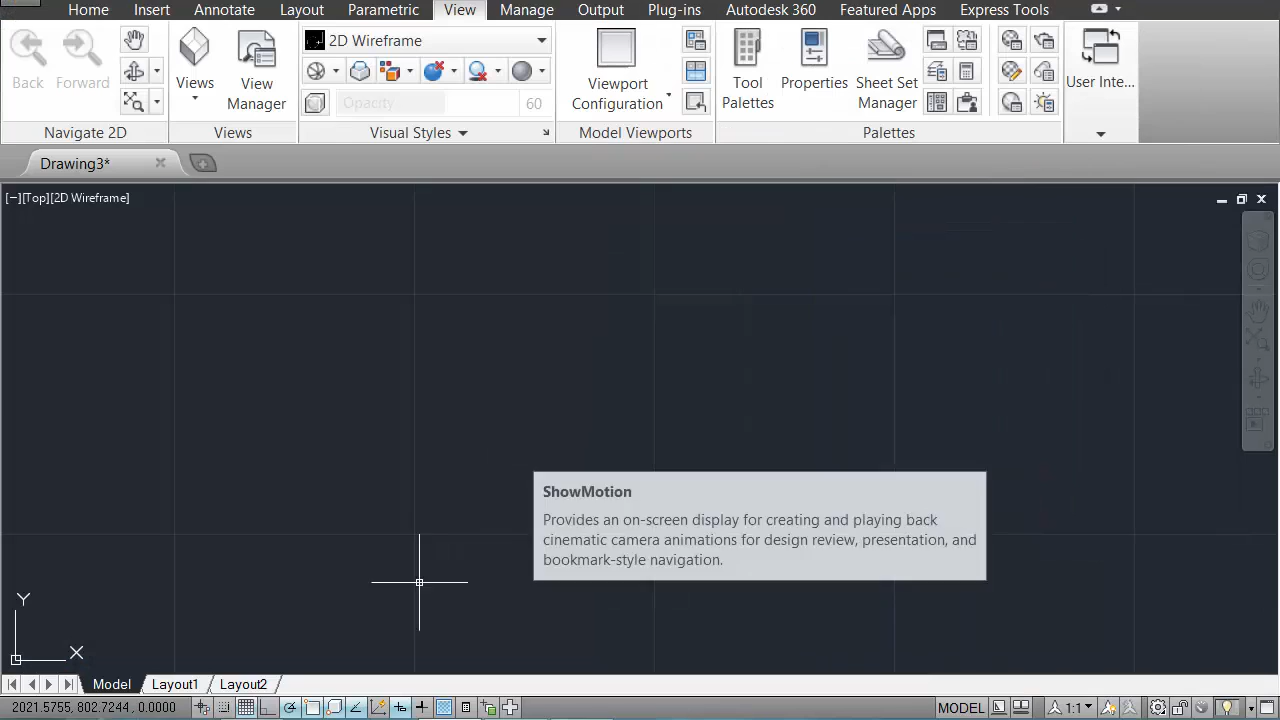 Home Insert Annotate Layout Parametric View Manage Output Plug-ins Autodesk 360 Featured Apps Express Tools
2D Wireframe
Back Forward Views View Manager Opacity 60 Viewport Configuration Tool Palettes Properties Sheet Set Manager User Inte...
Navigate 2D Views Visual Styles Model Viewports Palettes
Drawing3*
[−][Top][2D Wireframe]
ShowMotion
Provides an on-screen display for creating and playing back
cinematic camera animations for design review, presentation, and
bookmark-style navigation.
Y
X
Model Layout1 Layout2
2021.5755, 802.7244, 0.0000 MODEL 1:1